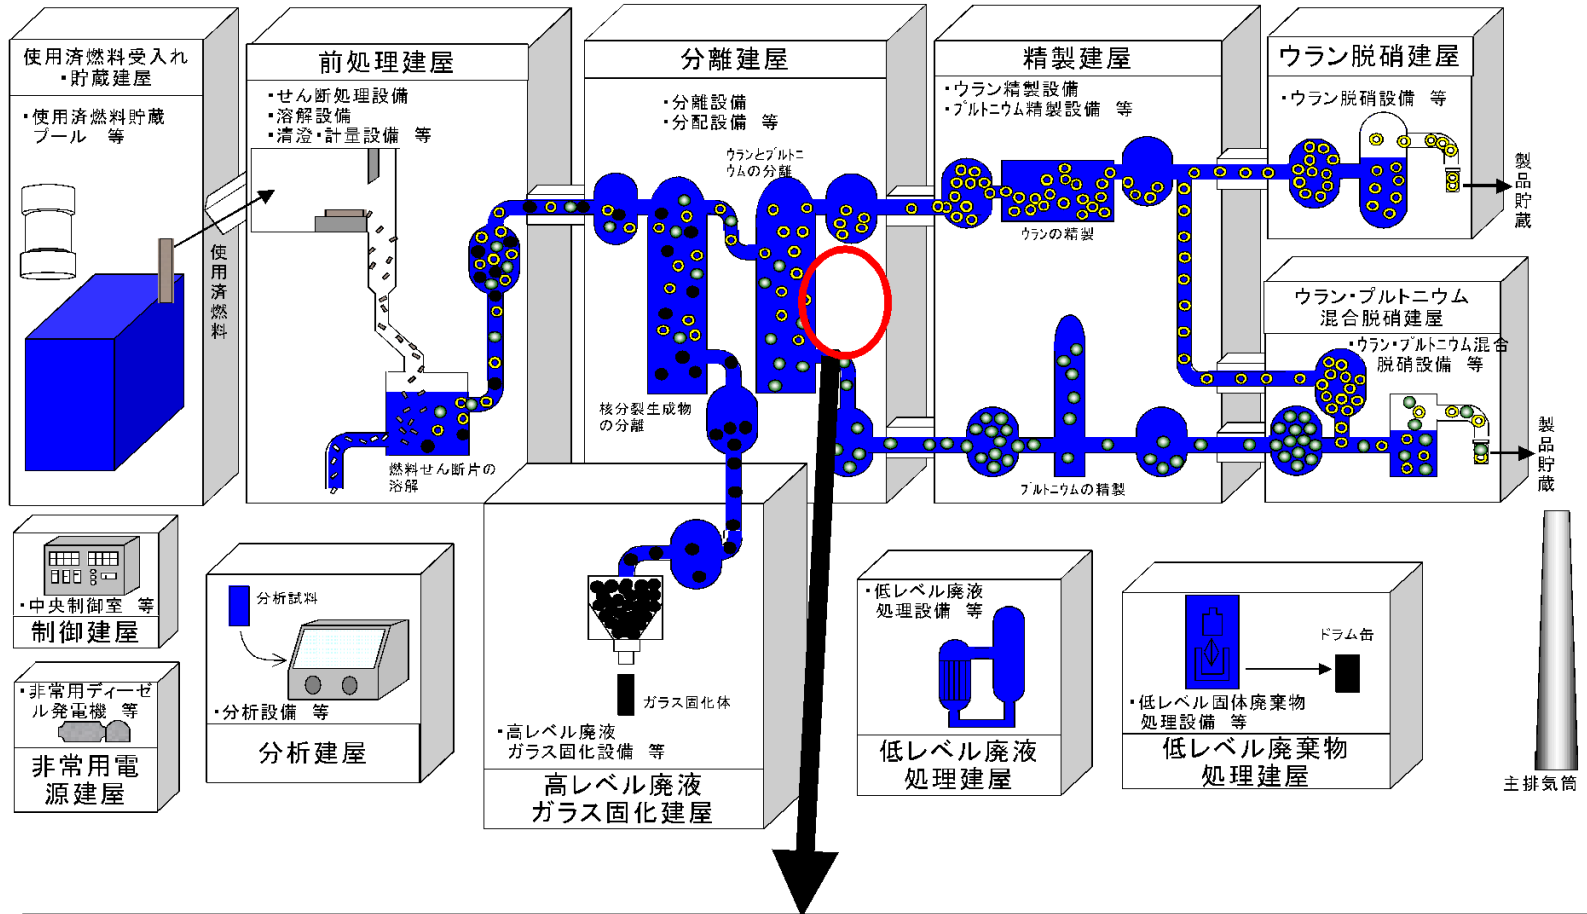 使用済燃料受入れ
・貯蔵建屋
・使用済燃料貯蔵
プール 等
使用済燃料
前処理建屋
・せん断処理設備
・溶解設備
・清澄・計量設備 等
燃料せん断片の
溶解
分離建屋
・分離設備
・分配設備 等
ウランとプルトニ
ウムの分離
核分裂生成物
の分離
精製建屋
・ウラン精製設備
・プルトニウム精製設備 等
ウランの精製
プルトニウムの精製
ウラン脱硝建屋
・ウラン脱硝設備 等
製品貯蔵
ウラン・プルトニウム
混合脱硝建屋
・ウラン・プルトニウム混合
脱硝設備 等
製品貯蔵
・中央制御室 等
制御建屋
・非常用ディーゼ
ル発電機 等
非常用電
源建屋
分析試料
・分析設備 等
分析建屋
ガラス固化体
・高レベル廃液
ガラス固化設備 等
高レベル廃液
ガラス固化建屋
・低レベル廃液
処理設備 等
低レベル廃液
処理建屋
ドラム缶
・低レベル固体廃棄物
処理設備 等
低レベル廃棄物
処理建屋
主排気筒